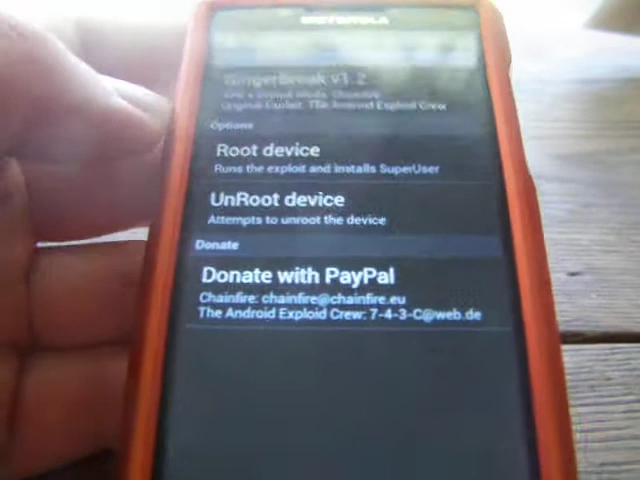 MOTOROLA
GingerBreak v1.2
Original Exploit: The Android Exploid Crew
Options
Root device
Runs the exploit and installs SuperUser
UnRoot device
Attempts to unroot the device
Donate
Donate with PayPal
Chainfire: chainfire@chainfire.eu
The Android Exploid Crew: 7-4-3-C@web.de